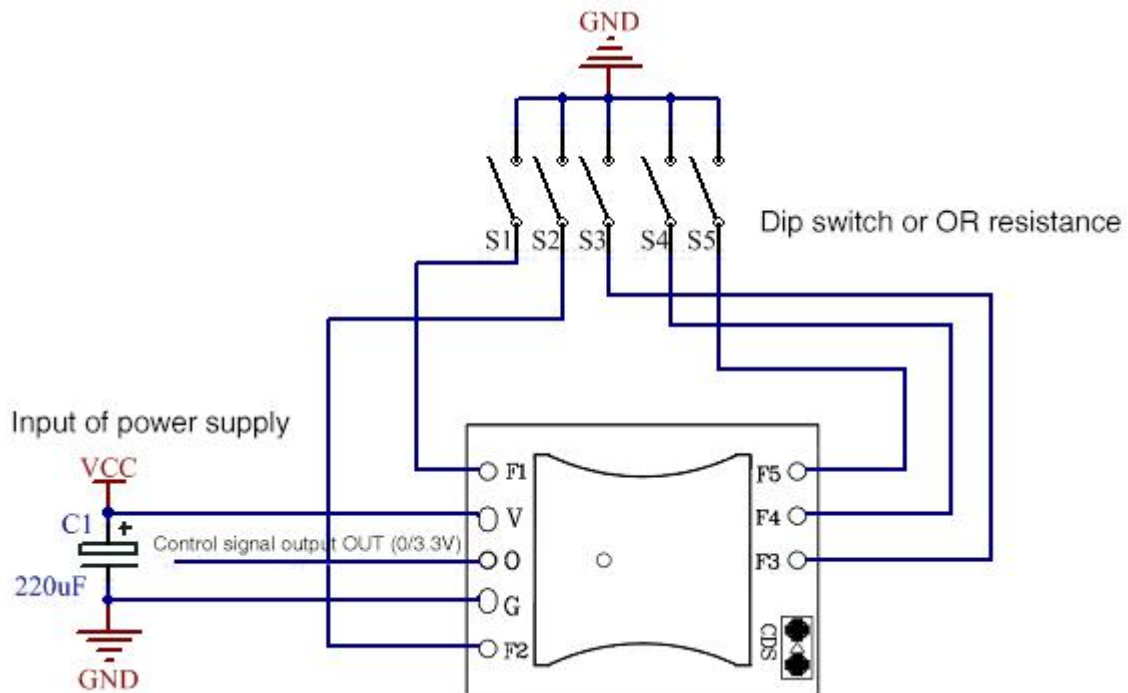 GND
S1 S2 S3 S4 S5
Dip switch or OR resistance
Input of power supply
VCC
C1
+
220uF
GND
Control signal output OUT (0/3.3V)
F1
V
O
G
F2
F5
F4
F3
CDS